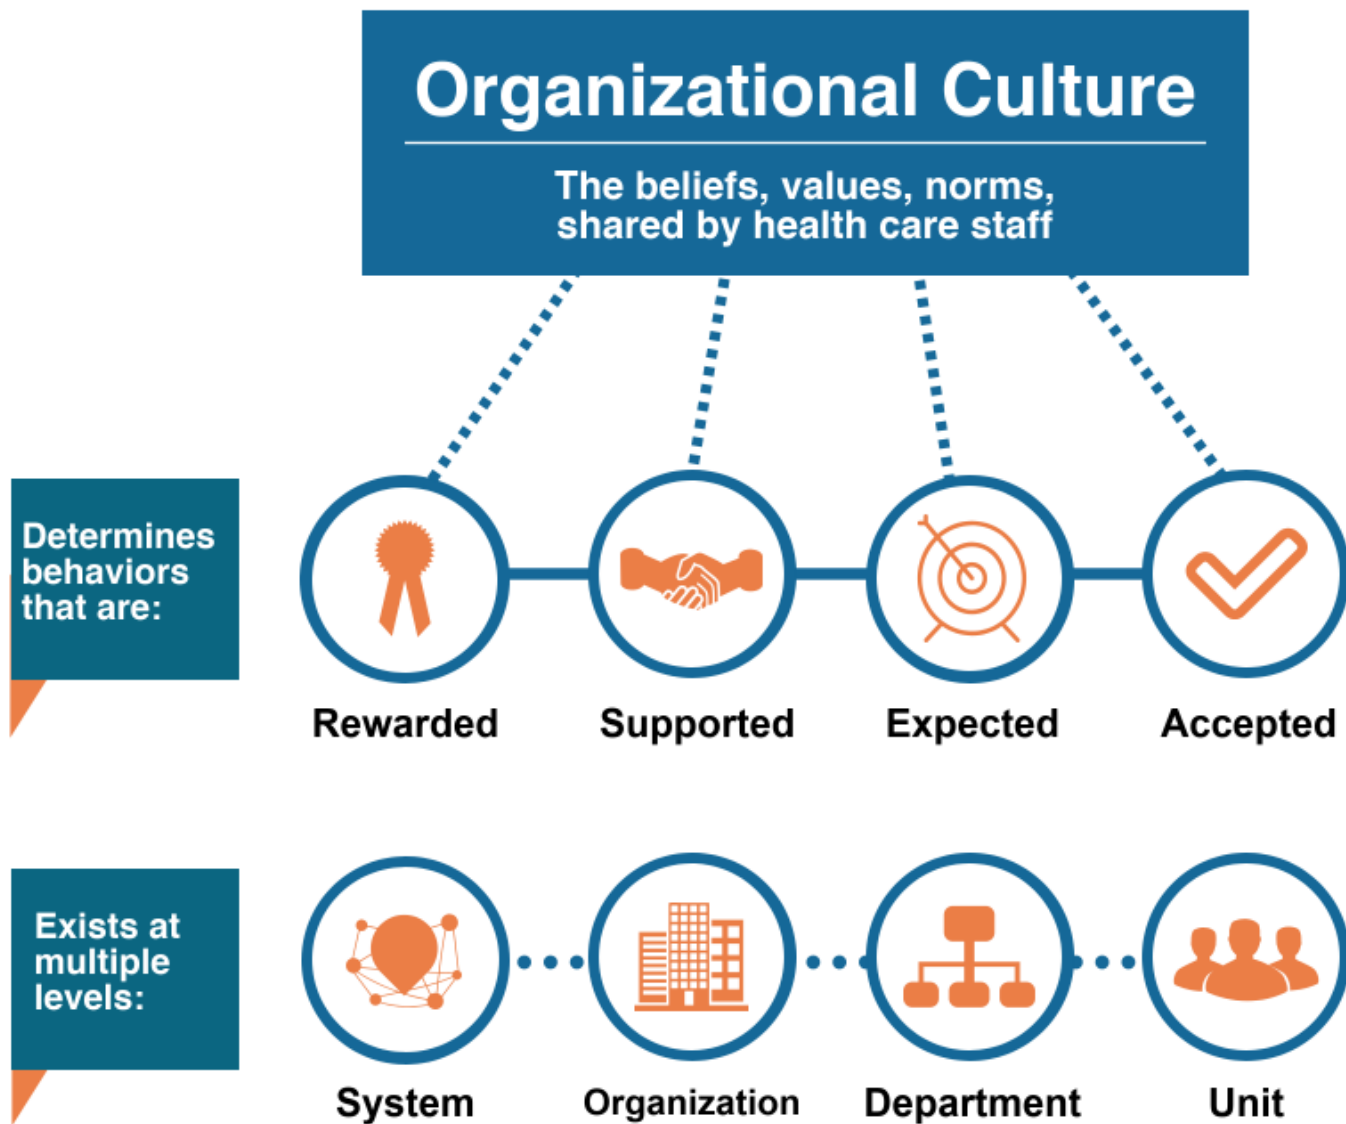 Organizational Culture
The beliefs, values, norms,
shared by health care staff
Determines
behaviors
that are:
Rewarded
Supported
Expected
Accepted
Exists at
multiple
levels:
System
Organization
Department
Unit